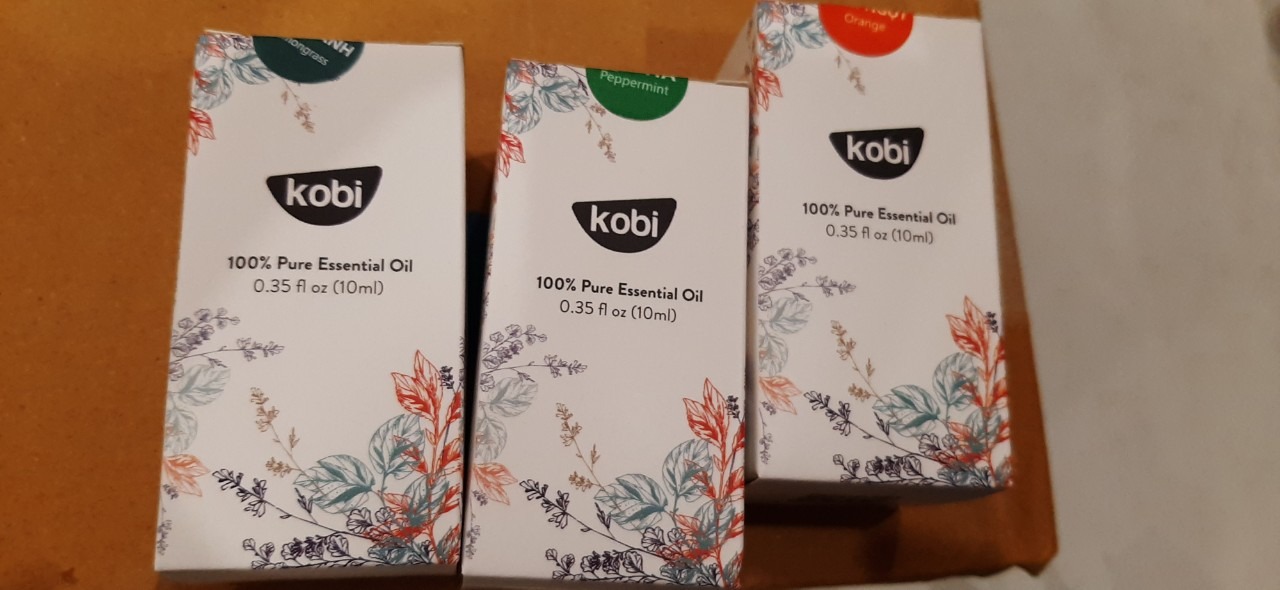 kobi
100% Pure Essential Oil
0.35 fl oz (10ml)
Peppermint
kobi
100% Pure Essential Oil
0.35 fl oz (10ml)
Orange
kobi
100% Pure Essential Oil
0.35 fl oz (10ml)